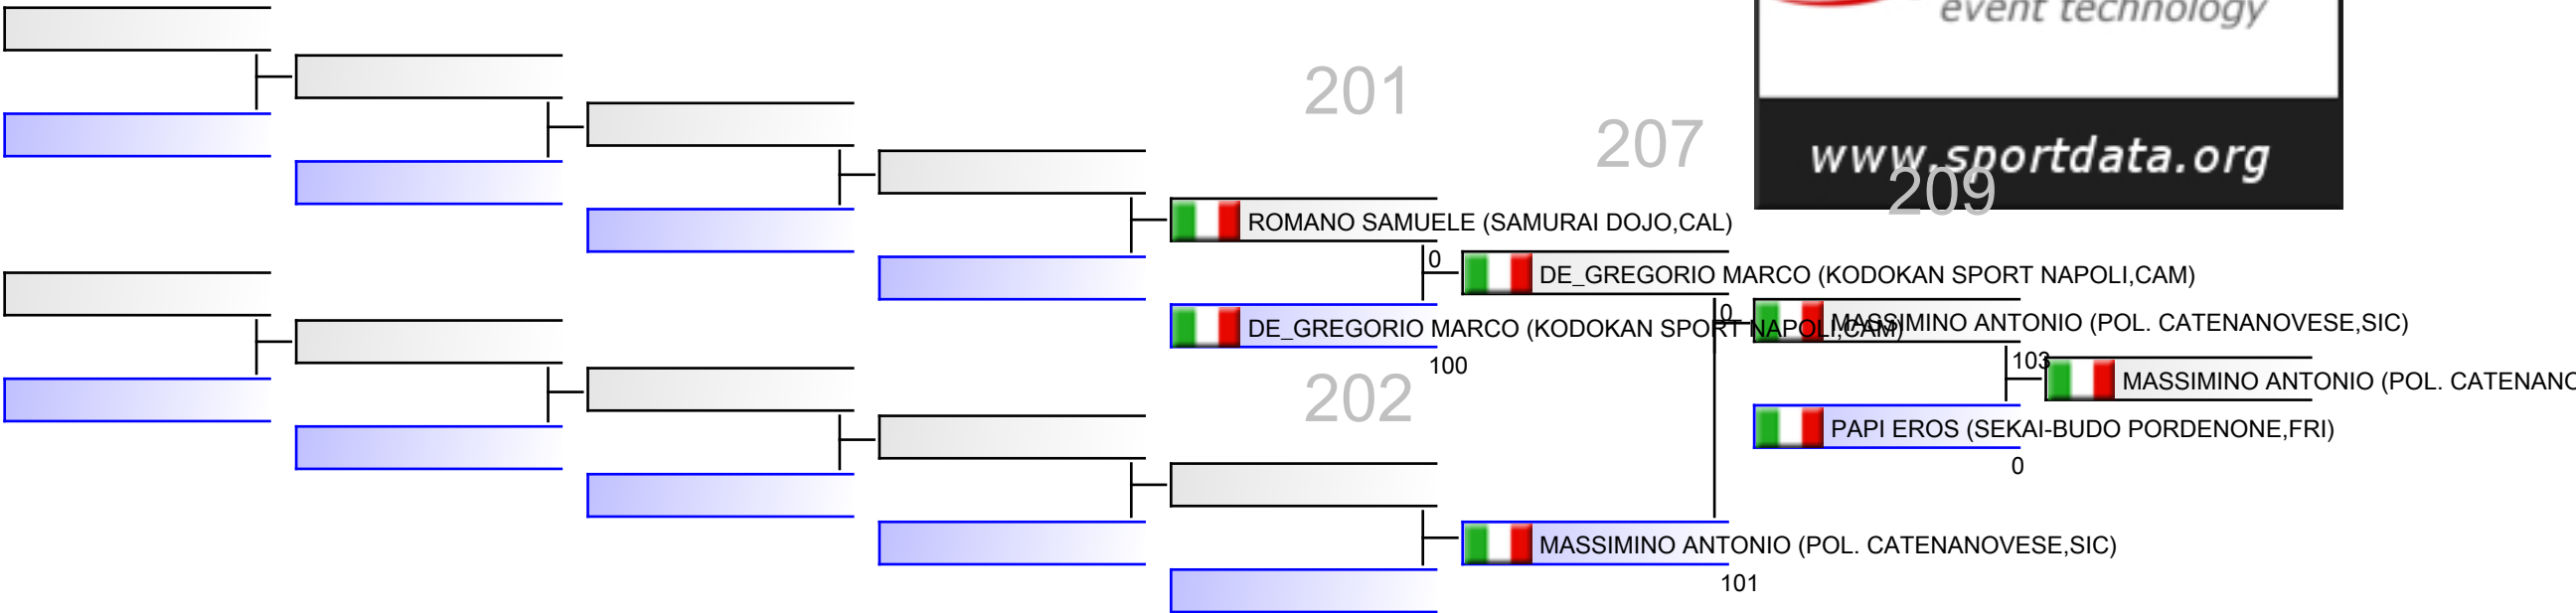 event technology
201
207
www.sportdata.org
209
ROMANO SAMUELE (SAMURAI DOJO,CAL)
0
DE_GREGORIO MARCO (KODOKAN SPORT NAPOLI,CAM)
0
MASSIMINO ANTONIO (POL. CATENANOVESE,SIC)
DE_GREGORIO MARCO (KODOKAN SPORT NAPOLI,CAM)
100
103
MASSIMINO ANTONIO (POL. CATENANO
202
PAPI EROS (SEKAI-BUDO PORDENONE,FRI)
0
MASSIMINO ANTONIO (POL. CATENANOVESE,SIC)
101